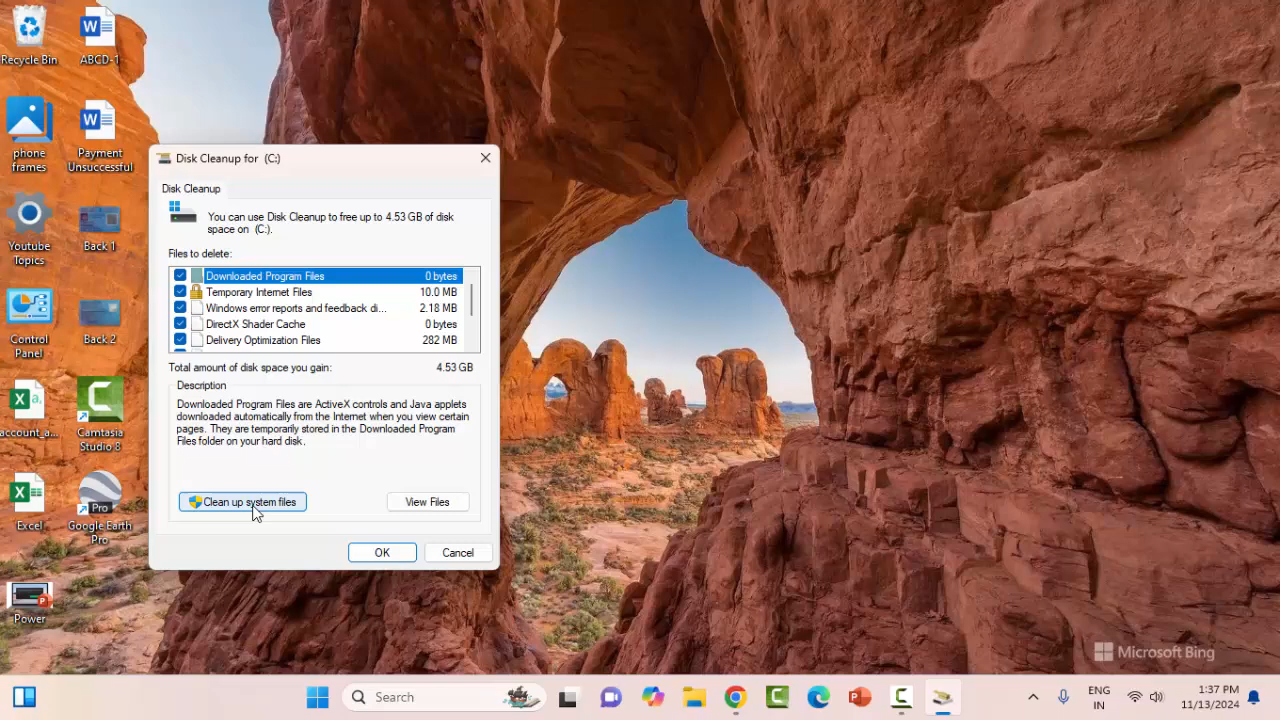 Recycle Bin
ABCD-1
phone
frames
Payment
Unsuccessful
Youtube
Topics
Back 1
Control
Panel
Back 2
account_a...
Camtasia
Studio 8
Excel
Pro
Google Earth
Pro
Power
Disk Cleanup for (C:)
Disk Cleanup
You can use Disk Cleanup to free up to 4.53 GB of disk
space on (C:).
Files to delete:
Downloaded Program Files 0 bytes
Temporary Internet Files 10.0 MB
Windows error reports and feedback di... 2.18 MB
DirectX Shader Cache 0 bytes
Delivery Optimization Files 282 MB
Total amount of disk space you gain: 4.53 GB
Description
Downloaded Program Files are ActiveX controls and Java applets
downloaded automatically from the Internet when you view certain
pages. They are temporarily stored in the Downloaded Program
Files folder on your hard disk.
Clean up system files View Files
OK Cancel
Microsoft Bing
Search
ENG
IN
1:37 PM
11/13/2024